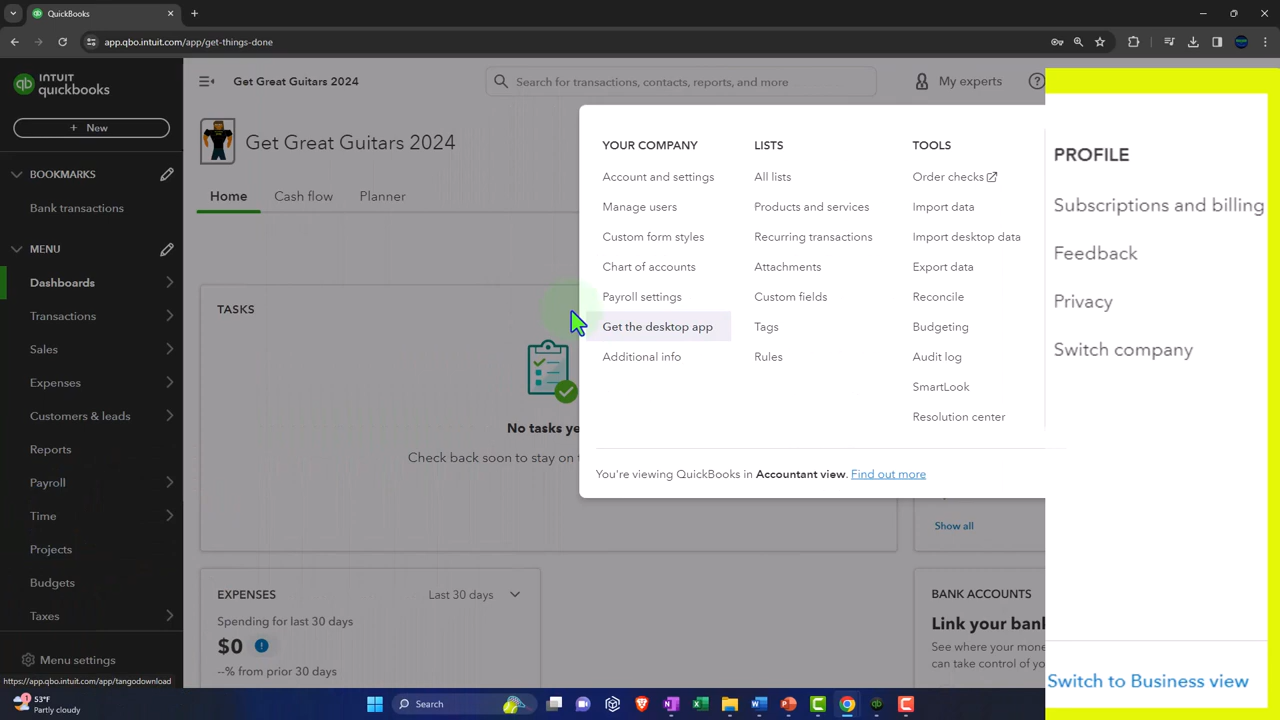 QuickBooks
app.qbo.intuit.com/app/get-things-done
INTUIT
quickbooks
+ New
BOOKMARKS
Bank transactions
MENU
Dashboards
Transactions
Sales
Expenses
Customers & leads
Reports
Payroll
Time
Projects
Budgets
Taxes
Menu settings
https://app.qbo.intuit.com/app/tangodownload
Get Great Guitars 2024
Search for transactions, contacts, reports, and more
My experts
Get Great Guitars 2024
Home Cash flow Planner
TASKS
No tasks ye
Check back soon to stay on t
EXPENSES
Last 30 days
Spending for last 30 days
$0
--% from prior 30 days
YOUR COMPANY
Account and settings
Manage users
Custom form styles
Chart of accounts
Payroll settings
Get the desktop app
Additional info
LISTS
All lists
Products and services
Recurring transactions
Attachments
Custom fields
Tags
Rules
TOOLS
Order checks
Import data
Import desktop data
Export data
Reconcile
Budgeting
Audit log
SmartLook
Resolution center
You're viewing QuickBooks in Accountant view. Find out more
Show all
BANK ACCOUNTS
Link your ban
See where your mone
can take control of yo
PROFILE
Subscriptions and billing
Feedback
Privacy
Switch company
Switch to Business view
53°F
Partly cloudy
Search